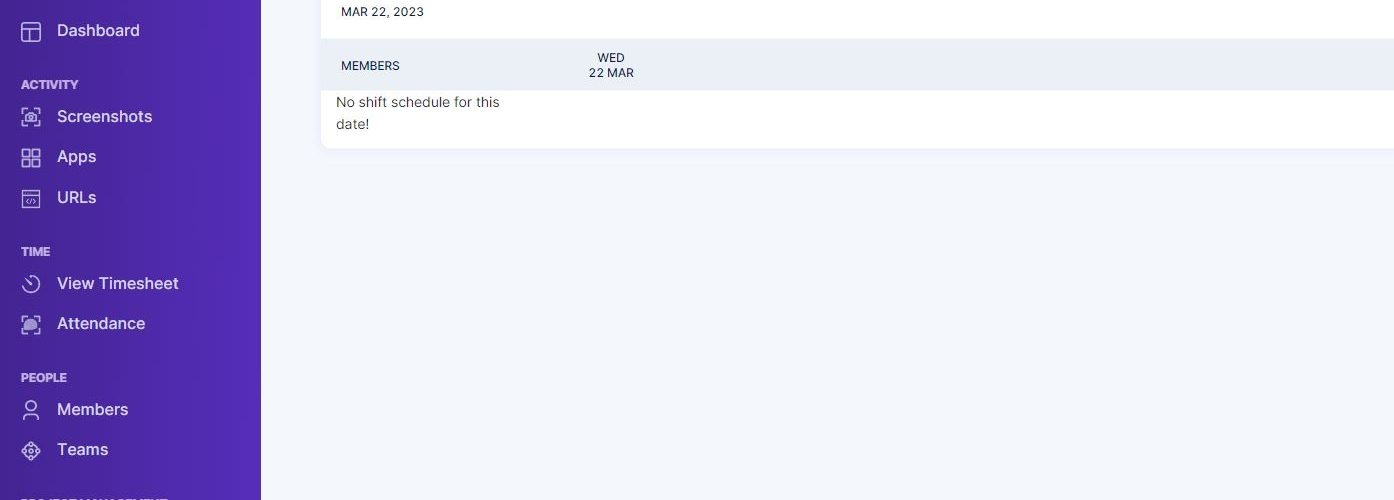 Dashboard
ACTIVITY
Screenshots
Apps
URLs
TIME
View Timesheet
Attendance
PEOPLE
Members
Teams
MAR 22, 2023
MEMBERS
WED
22 MAR
No shift schedule for this
date!